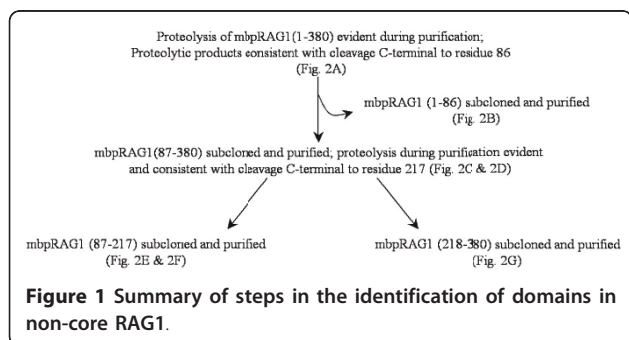 Proteolysis of mbpRAG1(1-380) evident during purification;
Proteolytic products consistent with cleavage C-terminal to residue 86
(Fig. 2A)
mbpRAG1 (1-86) subcloned and purified
(Fig. 2B)
mbpRAG1(87-380) subcloned and purified; proteolysis during purification evident
and consistent with cleavage C-terminal to residue 217 (Fig. 2C & 2D)
mbpRAG1 (87-217) subcloned and purified
(Fig. 2E & 2F)
mbpRAG1 (218-380) subcloned and purified
(Fig. 2G)
Figure 1 Summary of steps in the identification of domains in
non-core RAG1.